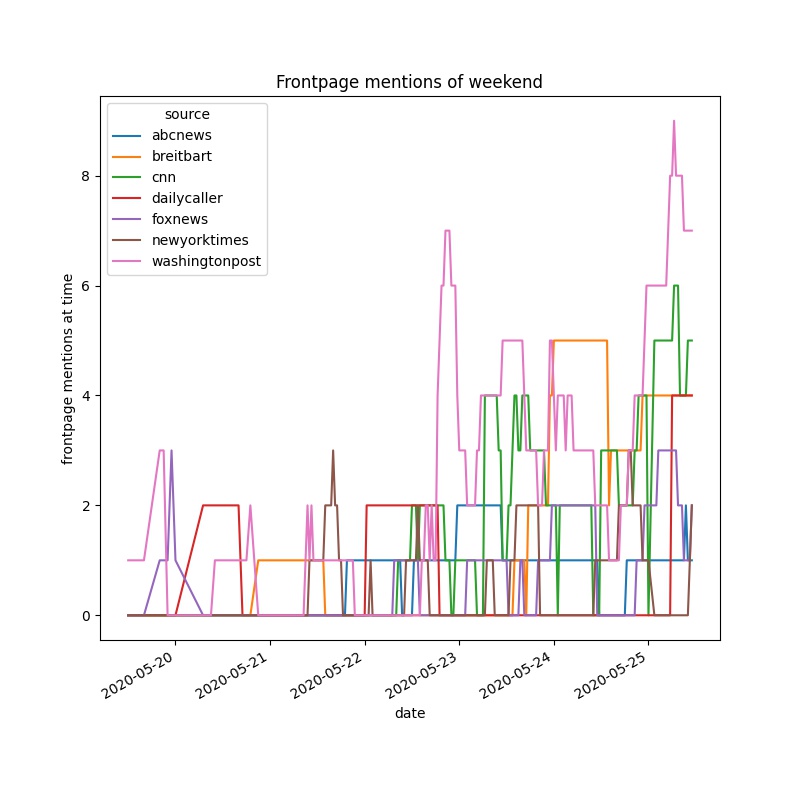 Frontpage mentions of weekend
source
abcnews
breitbart
cnn
dailycaller
foxnews
newyorktimes
washingtonpost
frontpage mentions at time
8
6
4
2
0
2020-05-20
2020-05-21
2020-05-22
2020-05-23
2020-05-24
2020-05-25
date